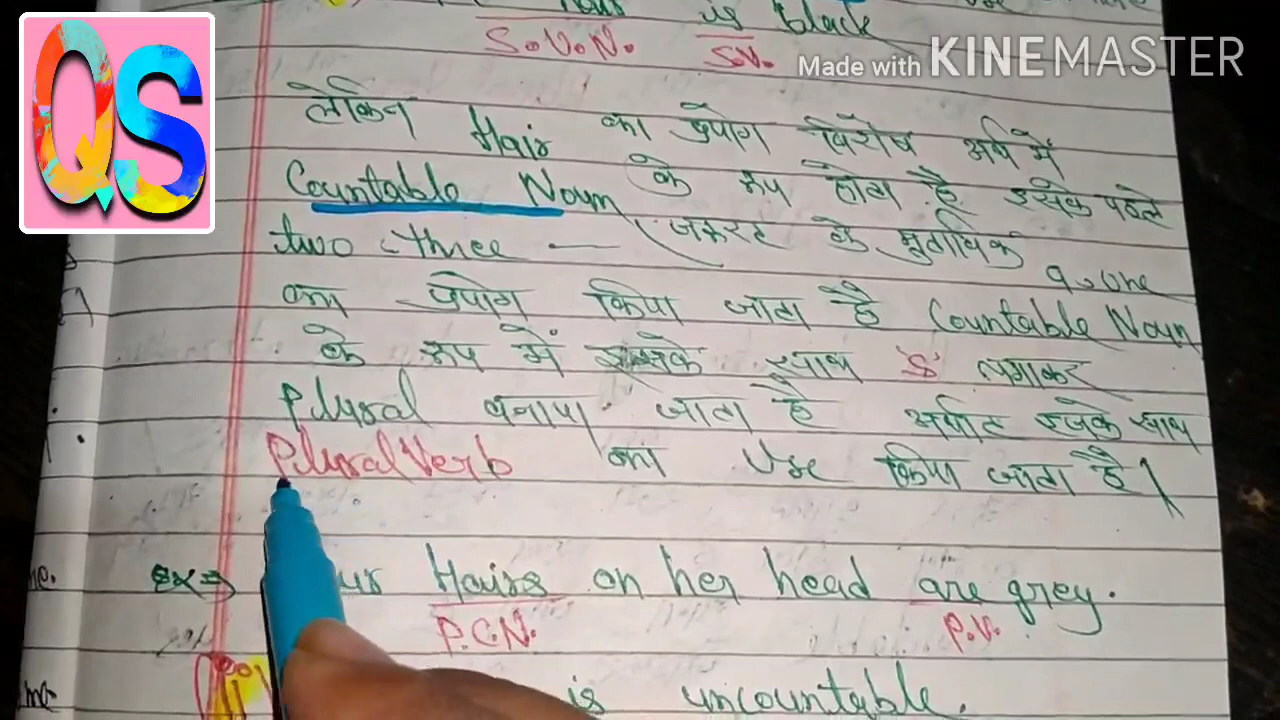 QS
Made with KINEMASTER
is Black
S.U.N. S.V.
लेकिन Hair का प्रयोग विशेष अर्थ में
Countable Noun के रूप होता है इसके पहले
two, three — (जरूरत के मुताबिक a, one
का प्रयोग किया जाता है Countable Noun
के रूप में इसके साथ 'S' लगाकर
Plural बनाया जाता है अर्थात इनके साथ
Plural Verb का Use किया जाता है।
Ex ⇒ Hairs on her head are grey.
P.C.N. P.V.
is uncountable.